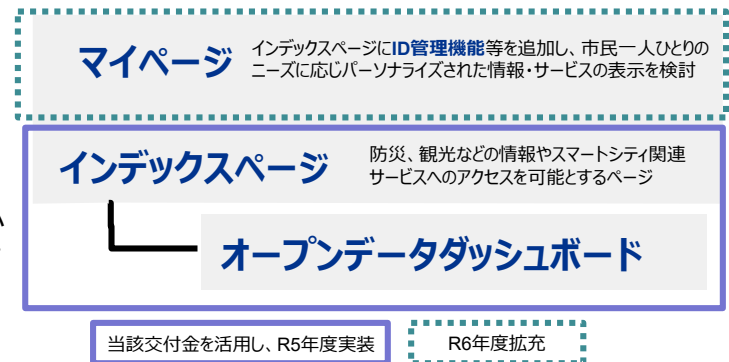 マイページ
インデックスページにID管理機能等を追加し、市民一人ひとりの
ニーズに応じパーソナライズされた情報・サービスの表示を検討
インデックスページ
防災、観光などの情報やスマートシティ関連
サービスへのアクセスを可能とするページ
オープンデータダッシュボード
当該交付金を活用し、R5年度実装
R6年度拡充